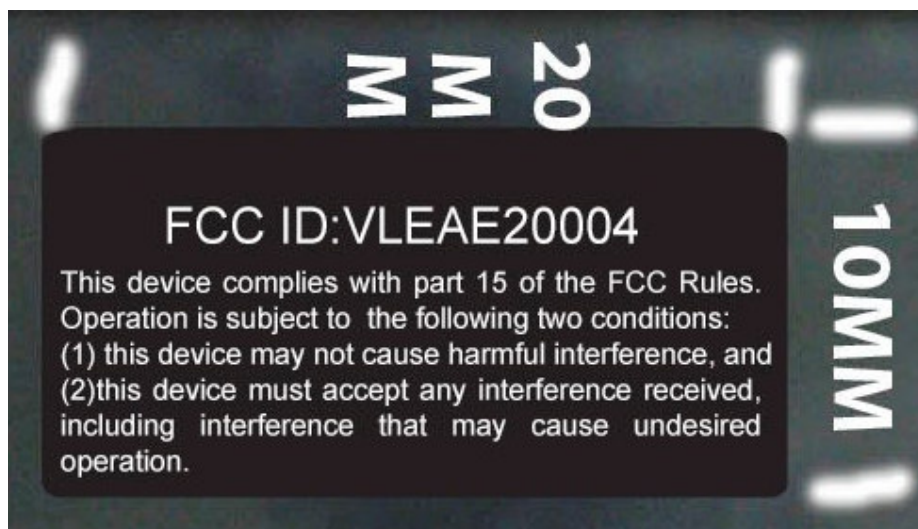 20
M
M
10MM
FCC ID:VLEAE20004
This device complies with part 15 of the FCC Rules.
Operation is subject to the following two conditions:
(1) this device may not cause harmful interference, and
(2)this device must accept any interference received,
including interference that may cause undesired
operation.